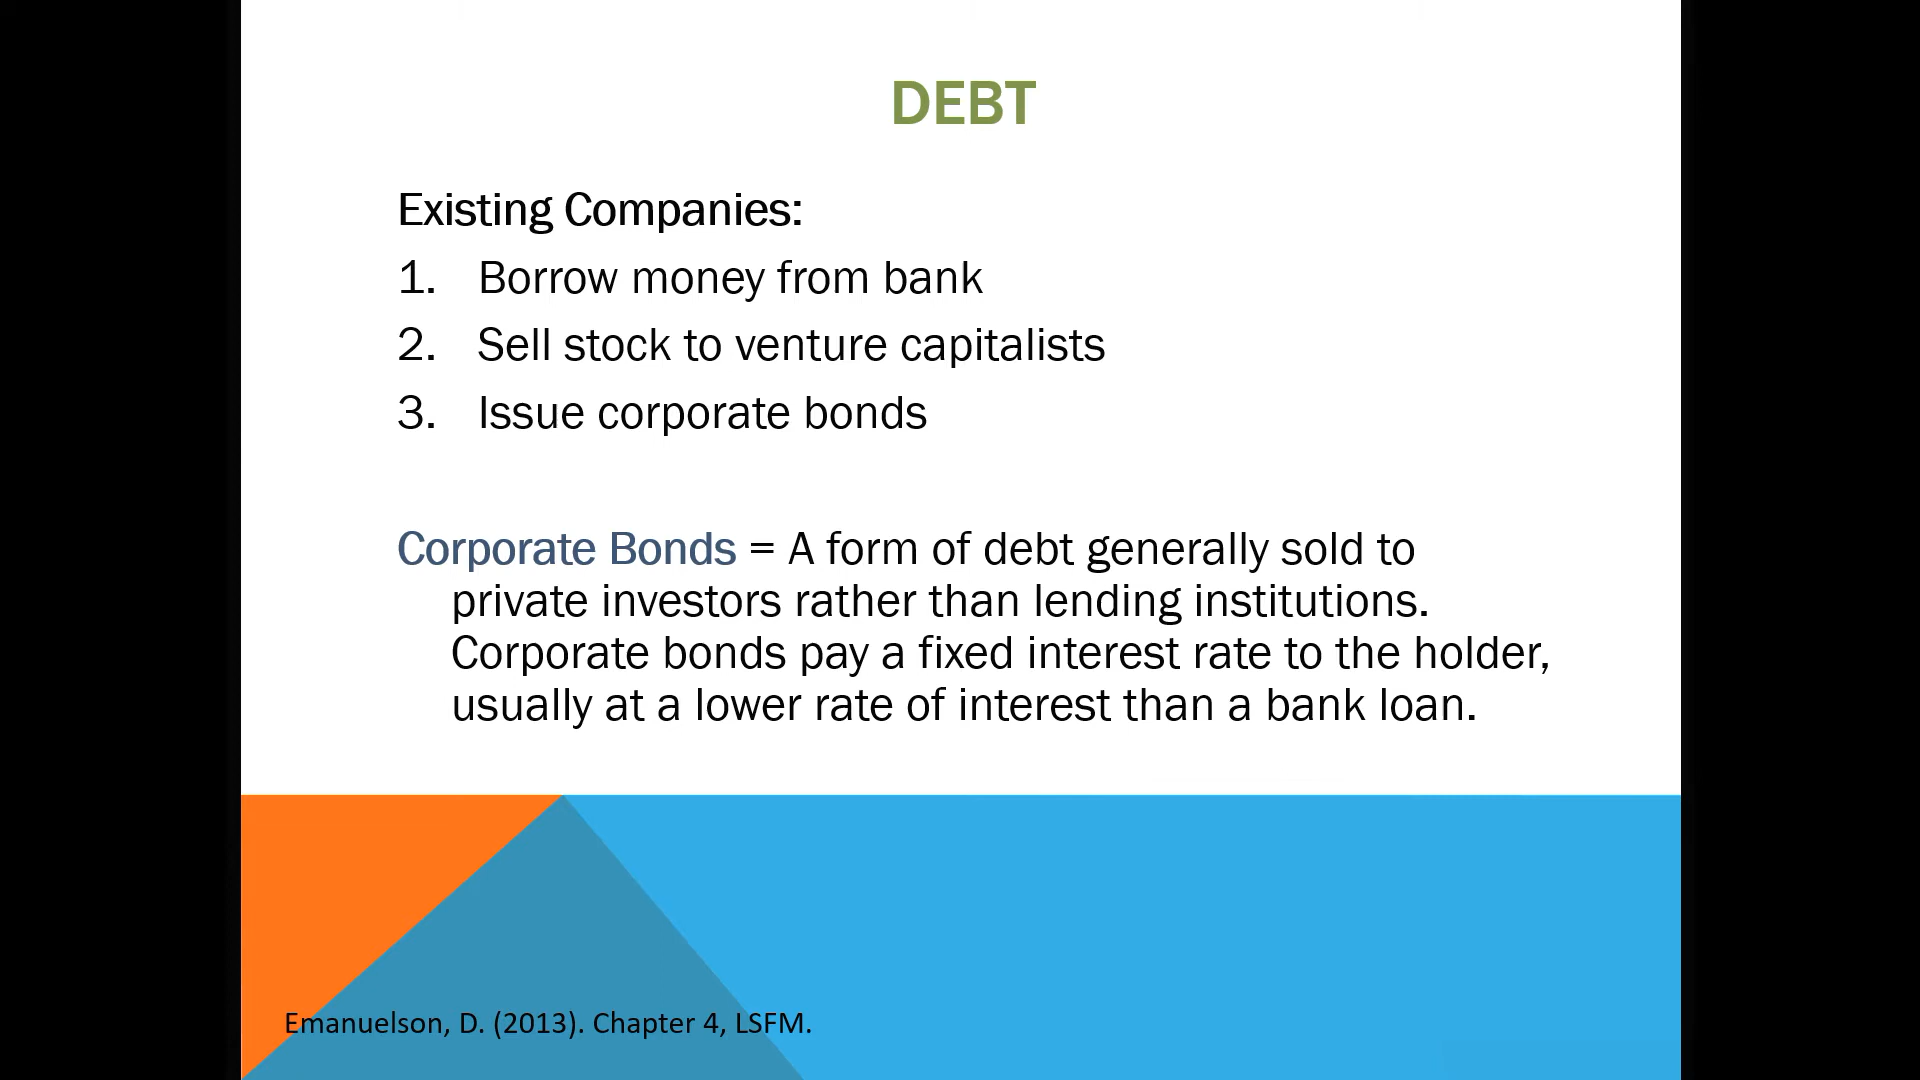 DEBT
Existing Companies:
1. Borrow money from bank
2. Sell stock to venture capitalists
3. Issue corporate bonds
Corporate Bonds = A form of debt generally sold to
private investors rather than lending institutions.
Corporate bonds pay a fixed interest rate to the holder,
usually at a lower rate of interest than a bank loan.
Emanuelson, D. (2013). Chapter 4, LSFM.